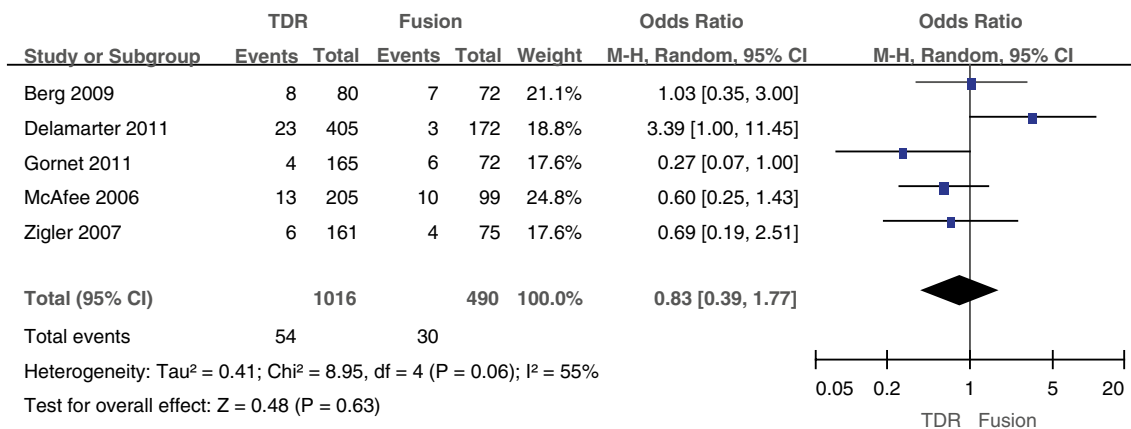 TDR Fusion Odds Ratio Odds Ratio
Study or Subgroup Events Total Events Total Weight M-H, Random, 95% CI M-H, Random, 95% CI
Berg 2009 8 80 7 72 21.1% 1.03 [0.35, 3.00]
Delamarter 2011 23 405 3 172 18.8% 3.39 [1.00, 11.45]
Gornet 2011 4 165 6 72 17.6% 0.27 [0.07, 1.00]
McAfee 2006 13 205 10 99 24.8% 0.60 [0.25, 1.43]
Zigler 2007 6 161 4 75 17.6% 0.69 [0.19, 2.51]
Total (95% CI) 1016 490 100.0% 0.83 [0.39, 1.77]
Total events 54 30
Heterogeneity: Tau² = 0.41; Chi² = 8.95, df = 4 (P = 0.06); I² = 55%
Test for overall effect: Z = 0.48 (P = 0.63)
0.05 0.2 1 5 20
TDR Fusion